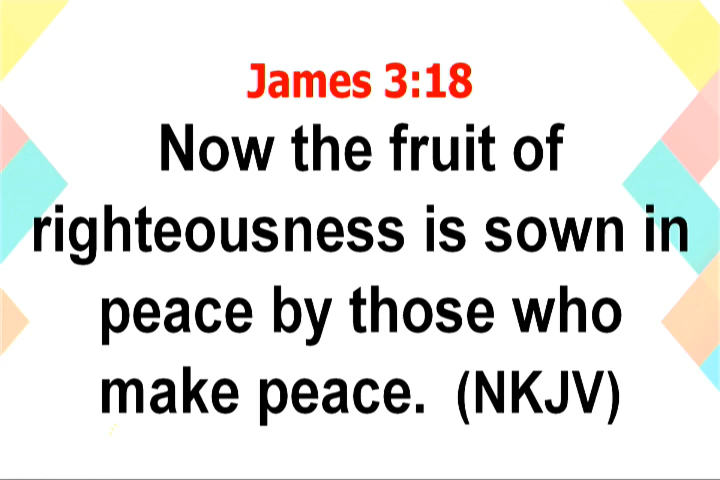 James 3:18
Now the fruit of
righteousness is sown in
peace by those who
make peace.  (NKJV)